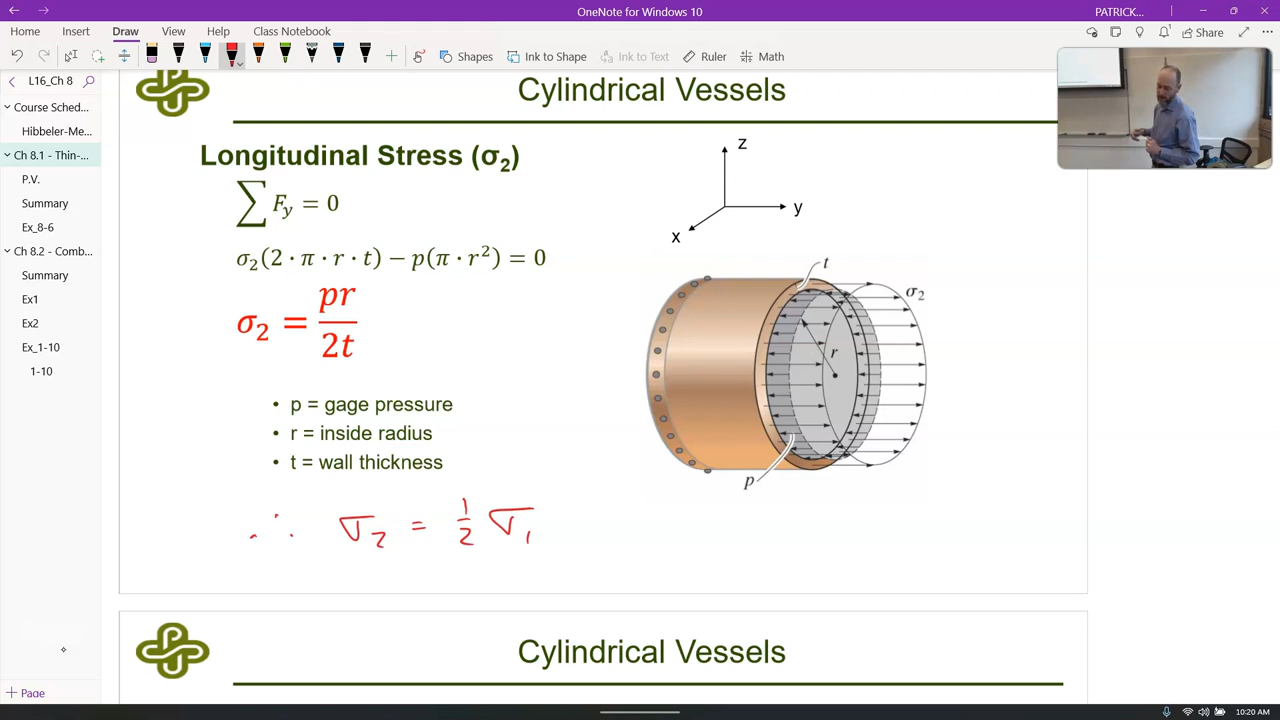 OneNote for Windows 10
PATRICK...
Home
Insert
Draw
View
Help
Class Notebook
Share
Shapes
Ink to Shape
Ink to Text
Ruler
Math
L16_Ch 8
Course Sched...
Hibbeler-Me...
Ch 8.1 - Thin-...
P.V.
Summary
Ex_8-6
Ch 8.2 - Comb...
Summary
Ex1
Ex2
Ex_1-10
1-10
Page
Cylindrical Vessels
Longitudinal Stress (σ₂)
∑ F_y = 0
σ₂(2 · π · r · t) − p(π · r²) = 0
σ₂ = pr/2t
• p = gage pressure
• r = inside radius
• t = wall thickness
∴ σ₂ = 1/2 σ₁
z
y
x
t
σ₂
r
p
Cylindrical Vessels
10:20 AM